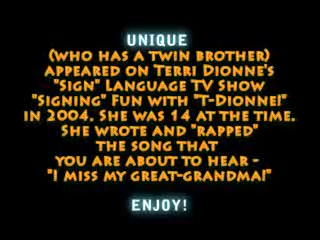 UNIQUE
(WHO HAS A TWIN BROTHER)
APPEARED ON TERRI DIONNE'S
"SIGN" LANGUAGE TV SHOW
"SIGNING" FUN WITH "T-DIONNE!"
IN 2004. SHE WAS 14 AT THE TIME.
SHE WROTE AND "RAPPED"
THE SONG THAT
YOU ARE ABOUT TO HEAR -
"I MISS MY GREAT-GRANDMA!"
ENJOY!